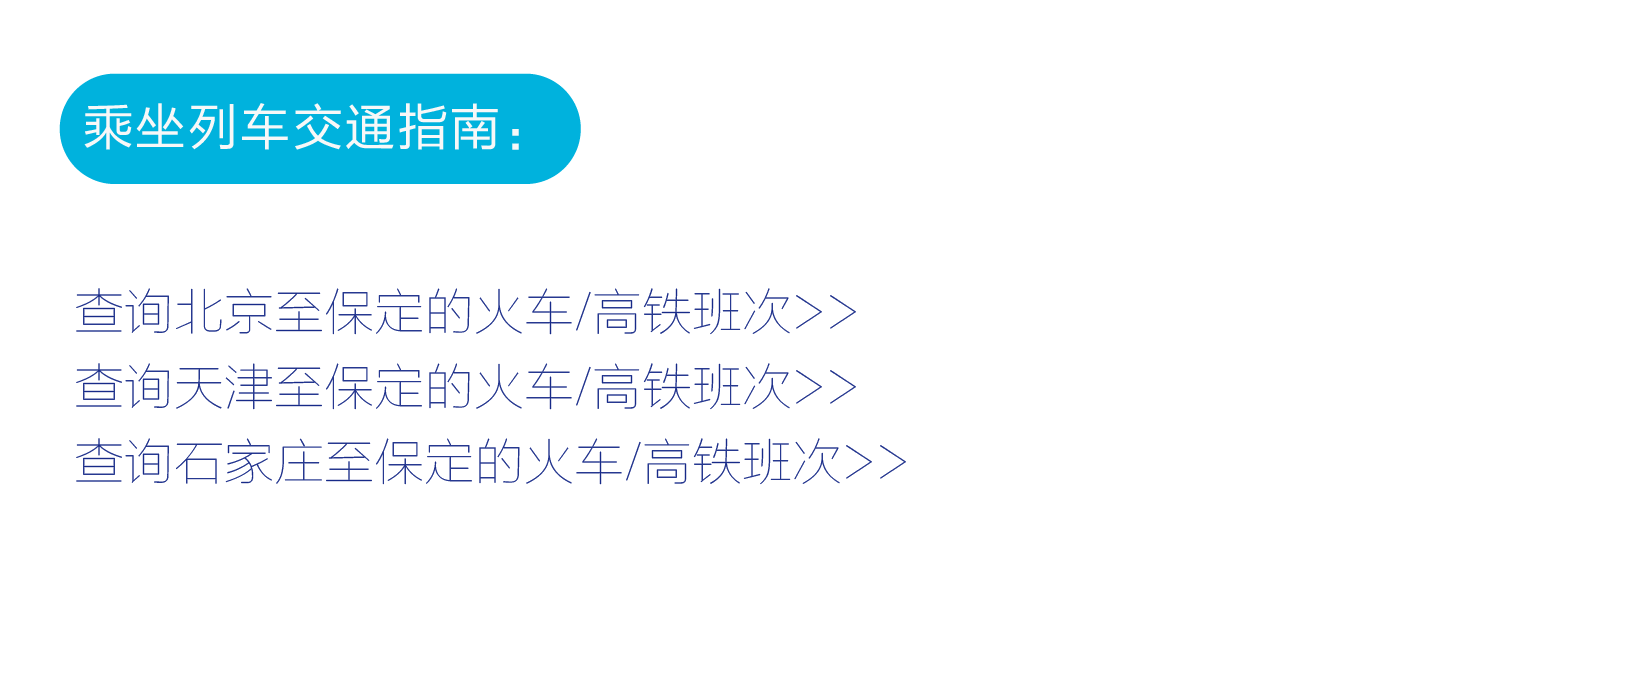 乘坐列车交通指南：
查询北京至保定的火车/高铁班次>>
查询天津至保定的火车/高铁班次>>
查询石家庄至保定的火车/高铁班次>>